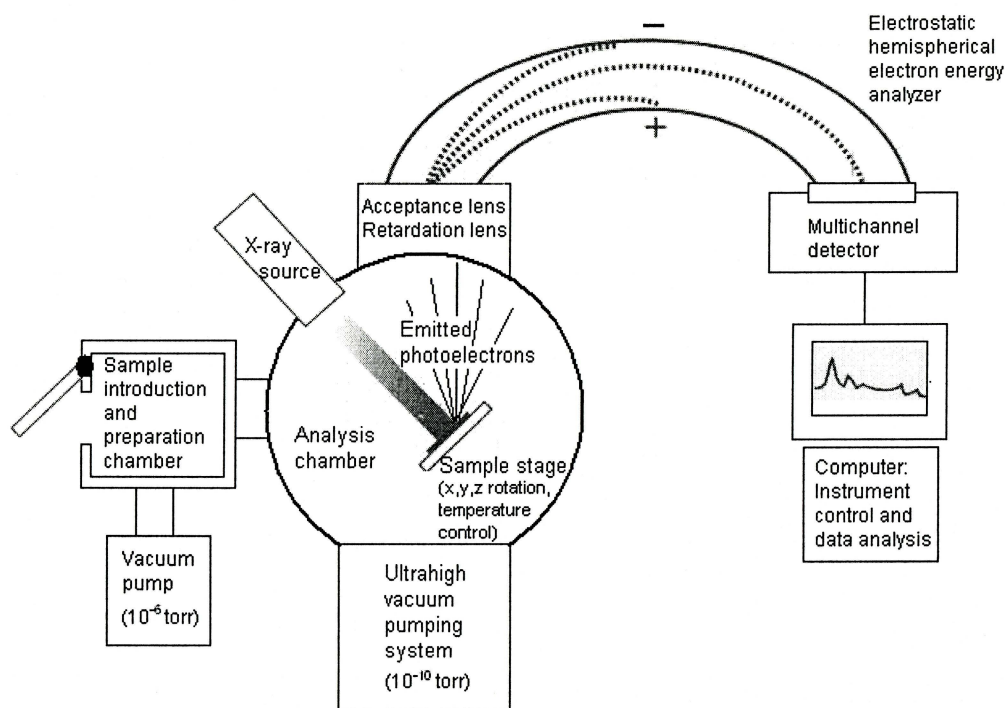 −
Electrostatic
hemispherical
electron energy
analyzer
+
Acceptance lens
Retardation lens
Multichannel
detector
X-ray
source
Emitted
photoelectrons
Sample
introduction
and
preparation
chamber
Analysis
chamber
Sample stage
(x,y,z rotation,
temperature
control)
Computer:
Instrument
control and
data analysis
Vacuum
pump
(10⁻⁶ torr)
Ultrahigh
vacuum
pumping
system
(10⁻¹⁰ torr)